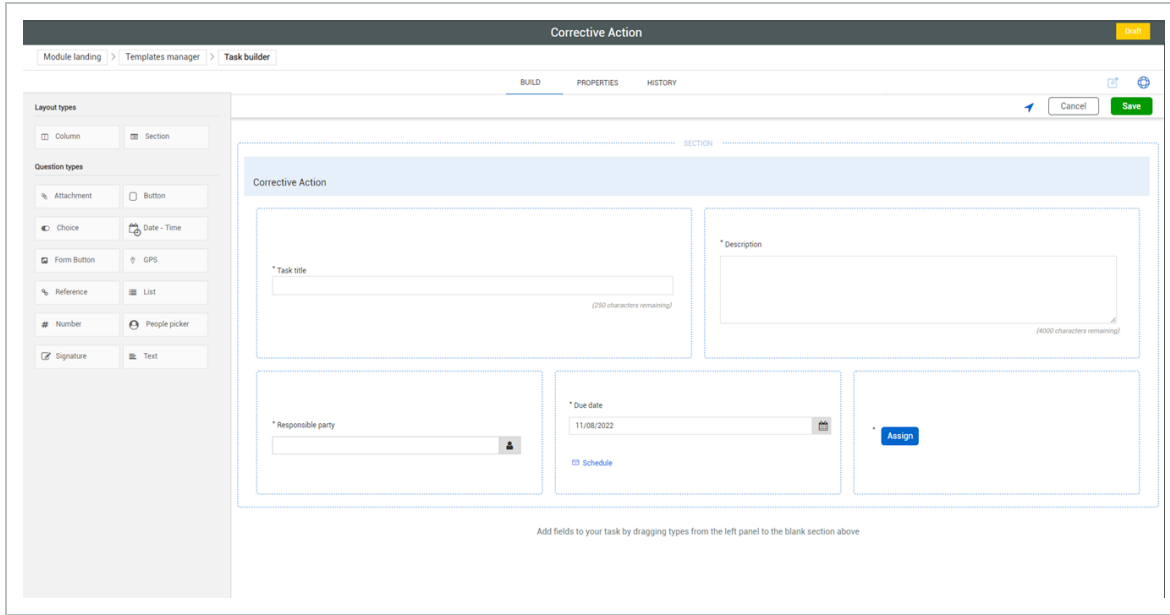 Corrective Action
Draft
Module landing > Templates manager > Task builder
BUILD PROPERTIES HISTORY
Layout types
Cancel Save
Column Section
SECTION
Question types
Corrective Action
Attachment Button
Choice Date - Time
Form Button GPS
Reference List
Number People picker
Signature Text
* Task title
(250 characters remaining)
* Description
(4000 characters remaining)
* Responsible party
* Due date
11/08/2022
Schedule
* Assign
Add fields to your task by dragging types from the left panel to the blank section above